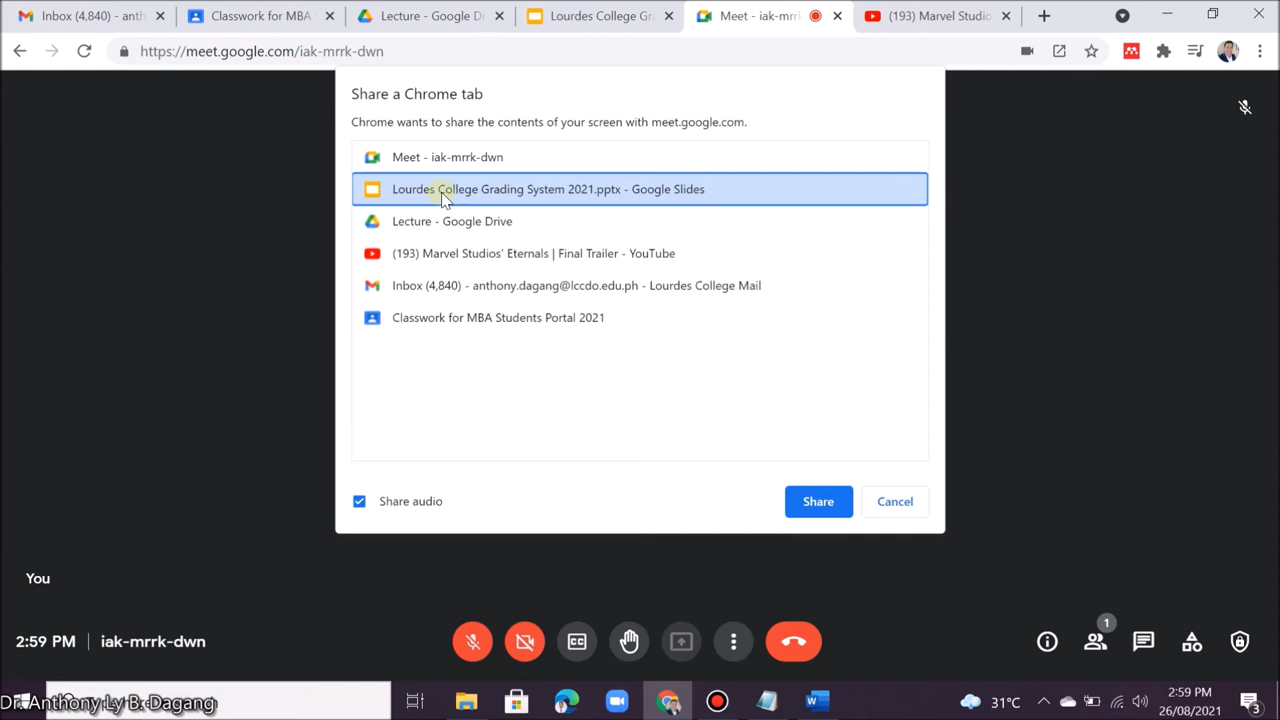 Inbox (4,840) - anth
Classwork for MBA
Lecture - Google D
Lourdes College Gr
Meet - iak-mrr
(193) Marvel Studio
https://meet.google.com/iak-mrrk-dwn
Share a Chrome tab
Chrome wants to share the contents of your screen with meet.google.com.
Meet - iak-mrrk-dwn
Lourdes College Grading System 2021.pptx - Google Slides
Lecture - Google Drive
(193) Marvel Studios' Eternals | Final Trailer - YouTube
Inbox (4,840) - anthony.dagang@lccdo.edu.ph - Lourdes College Mail
Classwork for MBA Students Portal 2021
Share audio
Share
Cancel
You
2:59 PM | iak-mrrk-dwn
1
Dr. Anthony Ly B. Dagang
31°C
2:59 PM
26/08/2021
3